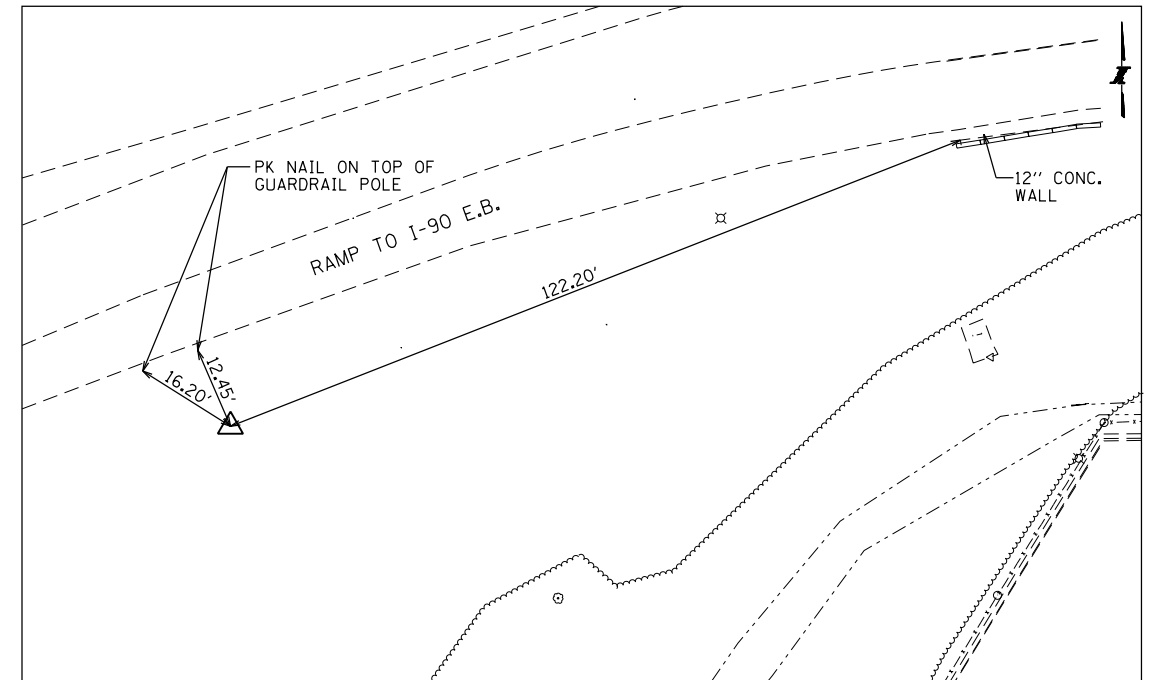 PK NAIL ON TOP OF
GUARDRAIL POLE
12'' CONC.
WALL
RAMP TO I-90 E.B.
122.20'
12.45'
16.20'